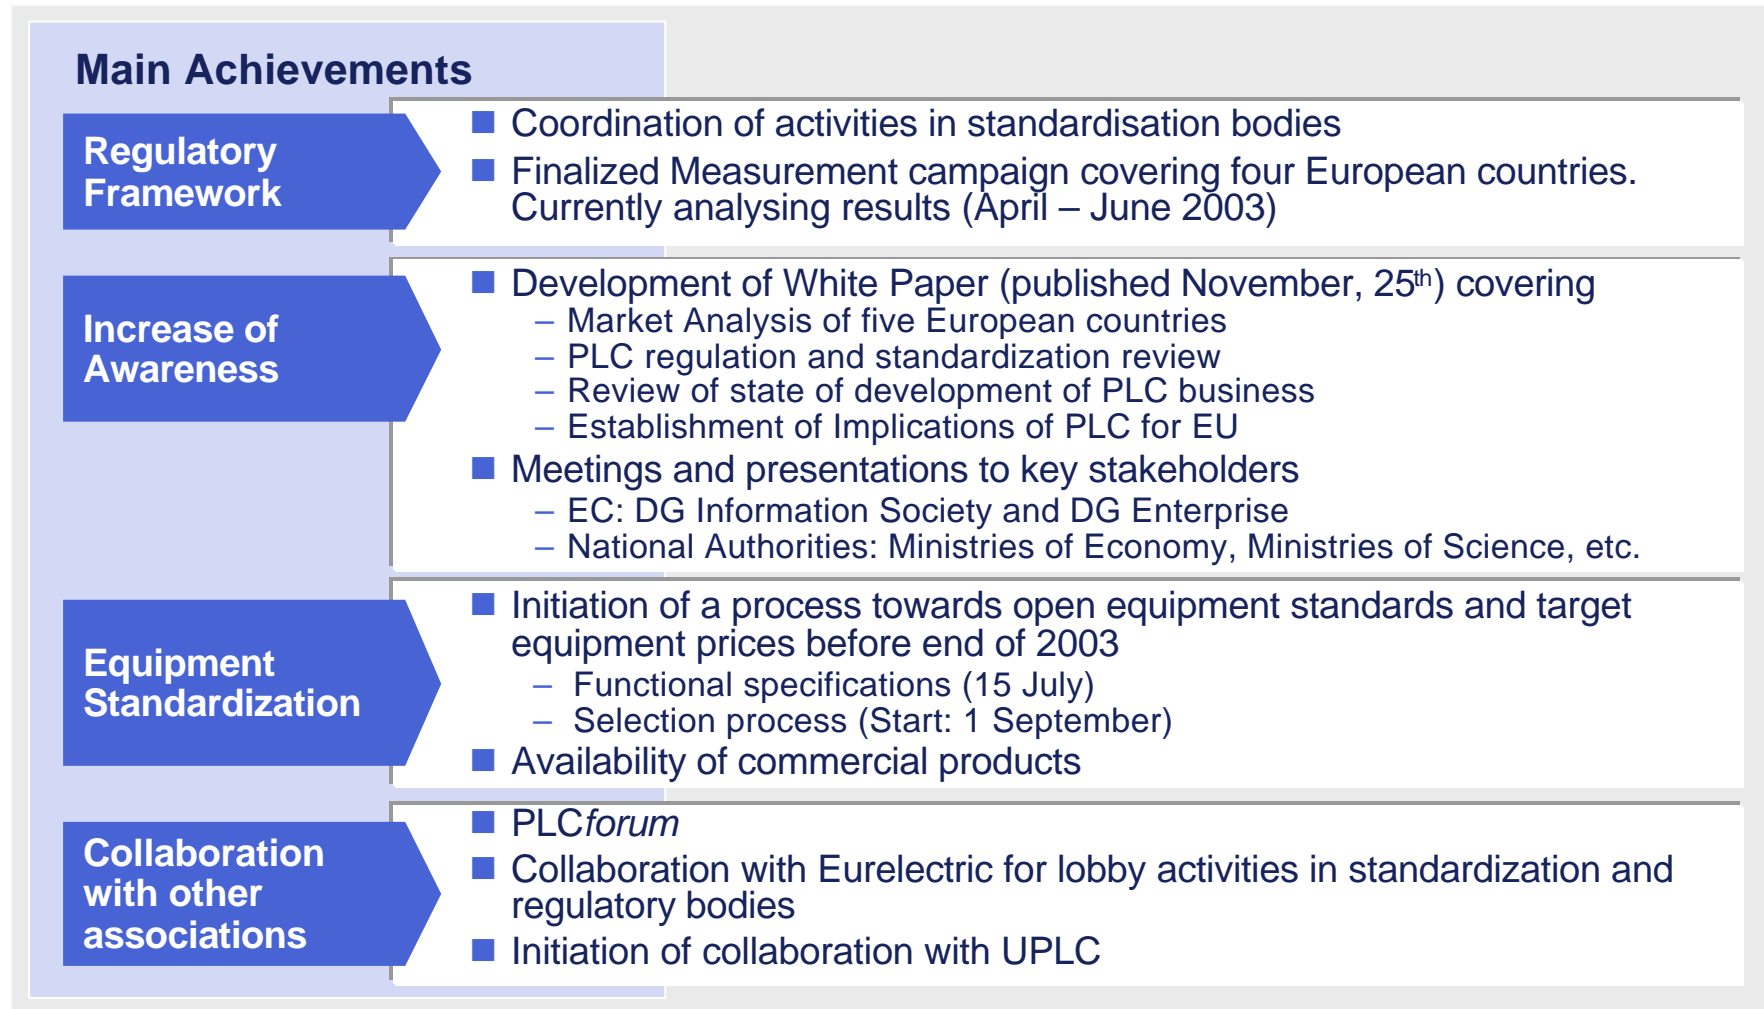 Main Achievements
Regulatory
Framework
■ Coordination of activities in standardisation bodies
■ Finalized Measurement campaign covering four European countries.
Currently analysing results (April – June 2003)
Increase of
Awareness
■ Development of White Paper (published November, 25th) covering
– Market Analysis of five European countries
– PLC regulation and standardization review
– Review of state of development of PLC business
– Establishment of Implications of PLC for EU
■ Meetings and presentations to key stakeholders
– EC: DG Information Society and DG Enterprise
– National Authorities: Ministries of Economy, Ministries of Science, etc.
Equipment
Standardization
■ Initiation of a process towards open equipment standards and target
equipment prices before end of 2003
– Functional specifications (15 July)
– Selection process (Start: 1 September)
■ Availability of commercial products
Collaboration
with other
associations
■ PLCforum
■ Collaboration with Eurelectric for lobby activities in standardization and
regulatory bodies
■ Initiation of collaboration with UPLC